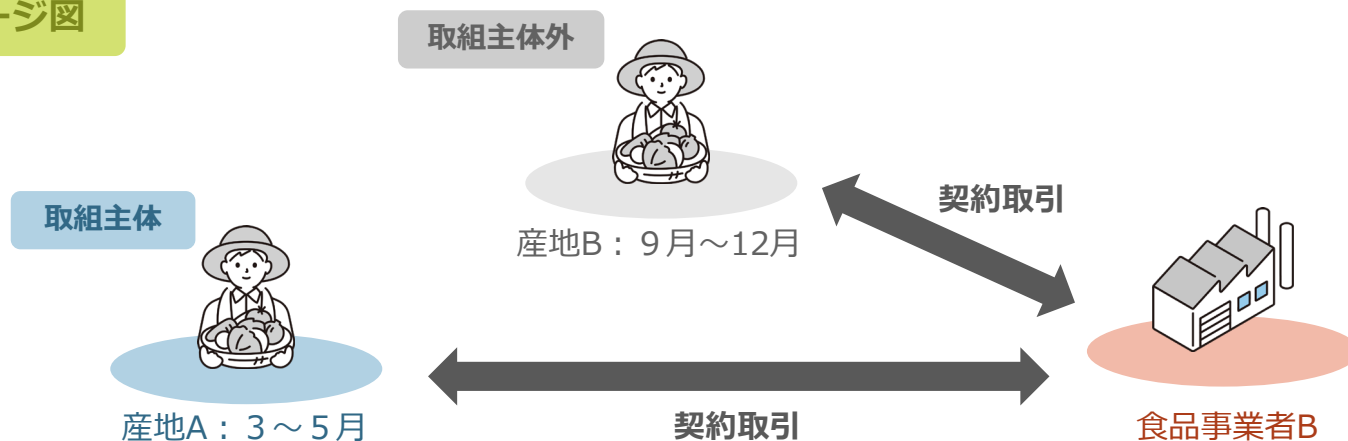 ージ図
取組主体外
契約取引
取組主体
産地B：９月～12月
産地A：３～５月
契約取引
食品事業者B